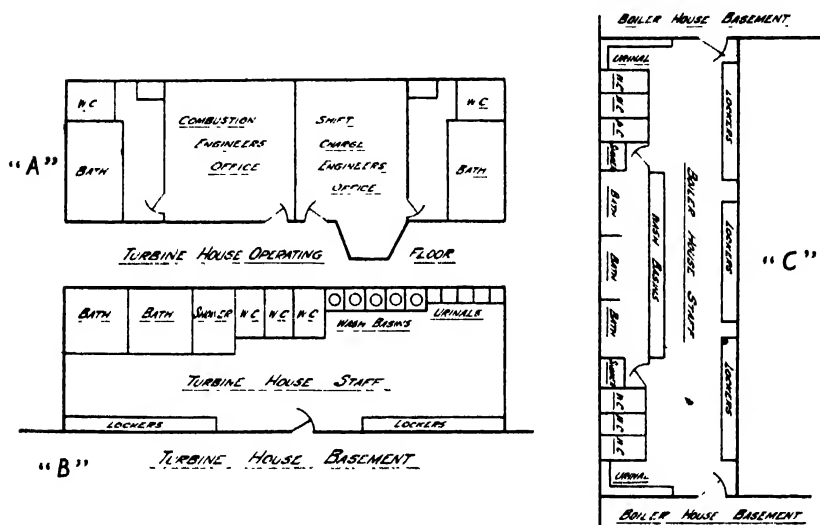 "A"
W.C
BATH
COMBUSTION
ENGINEERS
OFFICE
SHIFT
CHARGE
ENGINEERS
OFFICE
W.C
BATH
TURBINE HOUSE OPERATING FLOOR
BATH
BATH
SHOWER
W.C
W.C
W.C
WASH BASINS
URINALS
TURBINE HOUSE STAFF
LOCKERS
LOCKERS
"B"
TURBINE HOUSE BASEMENT
BOILER HOUSE BASEMENT
URINAL
W.C
W.C
W.C
SHOWER
BATH
BATH
BATH
SHOWER
W.C
W.C
W.C
URINAL
WASH BASINS
BOILER HOUSE STAFF
LOCKERS
LOCKERS
LOCKERS
"C"
BOILER HOUSE BASEMENT